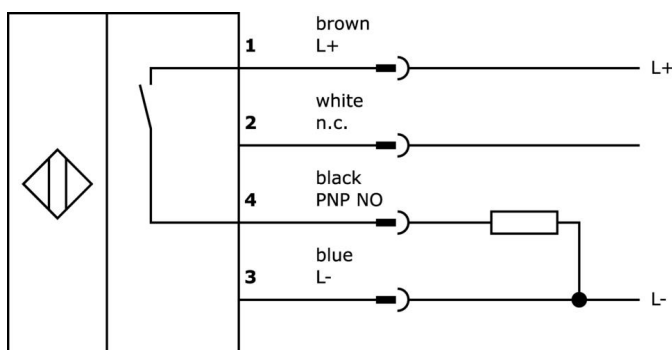 brown
1 L+ L+
white
2 n.c.
black
4 PNP NO
blue
3 L- L-